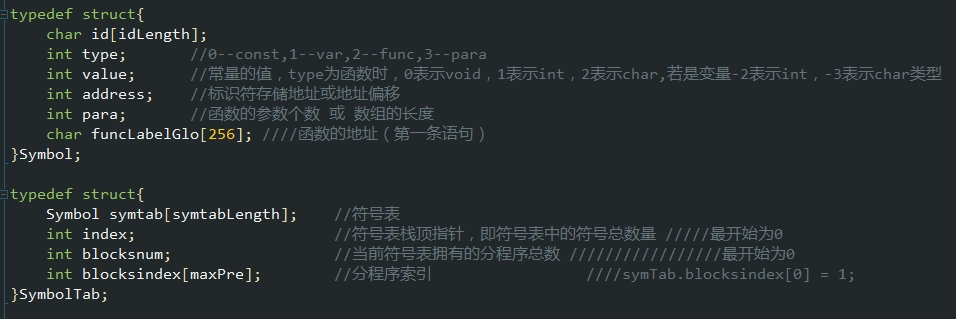 typedef struct{
char id[idLength];
int type; //0--const,1--var,2--func,3--para
int value; //常量的值，type为函数时，0表示void，1表示int，2表示char,若是变量-2表示int，-3表示char类型
int address; //标识符存储地址或地址偏移
int para; //函数的参数个数 或 数组的长度
char funcLabelGlo[256]; ////函数的地址（第一条语句）
}Symbol;
typedef struct{
Symbol symtab[symtabLength]; //符号表
int index; //符号表栈顶指针，即符号表中的符号总数量 /////最开始为0
int blocksnum; //当前符号表拥有的分程序总数 /////////////////最开始为0
int blocksindex[maxPre]; //分程序索引 ////symTab.blocksindex[0] = 1;
}SymbolTab;